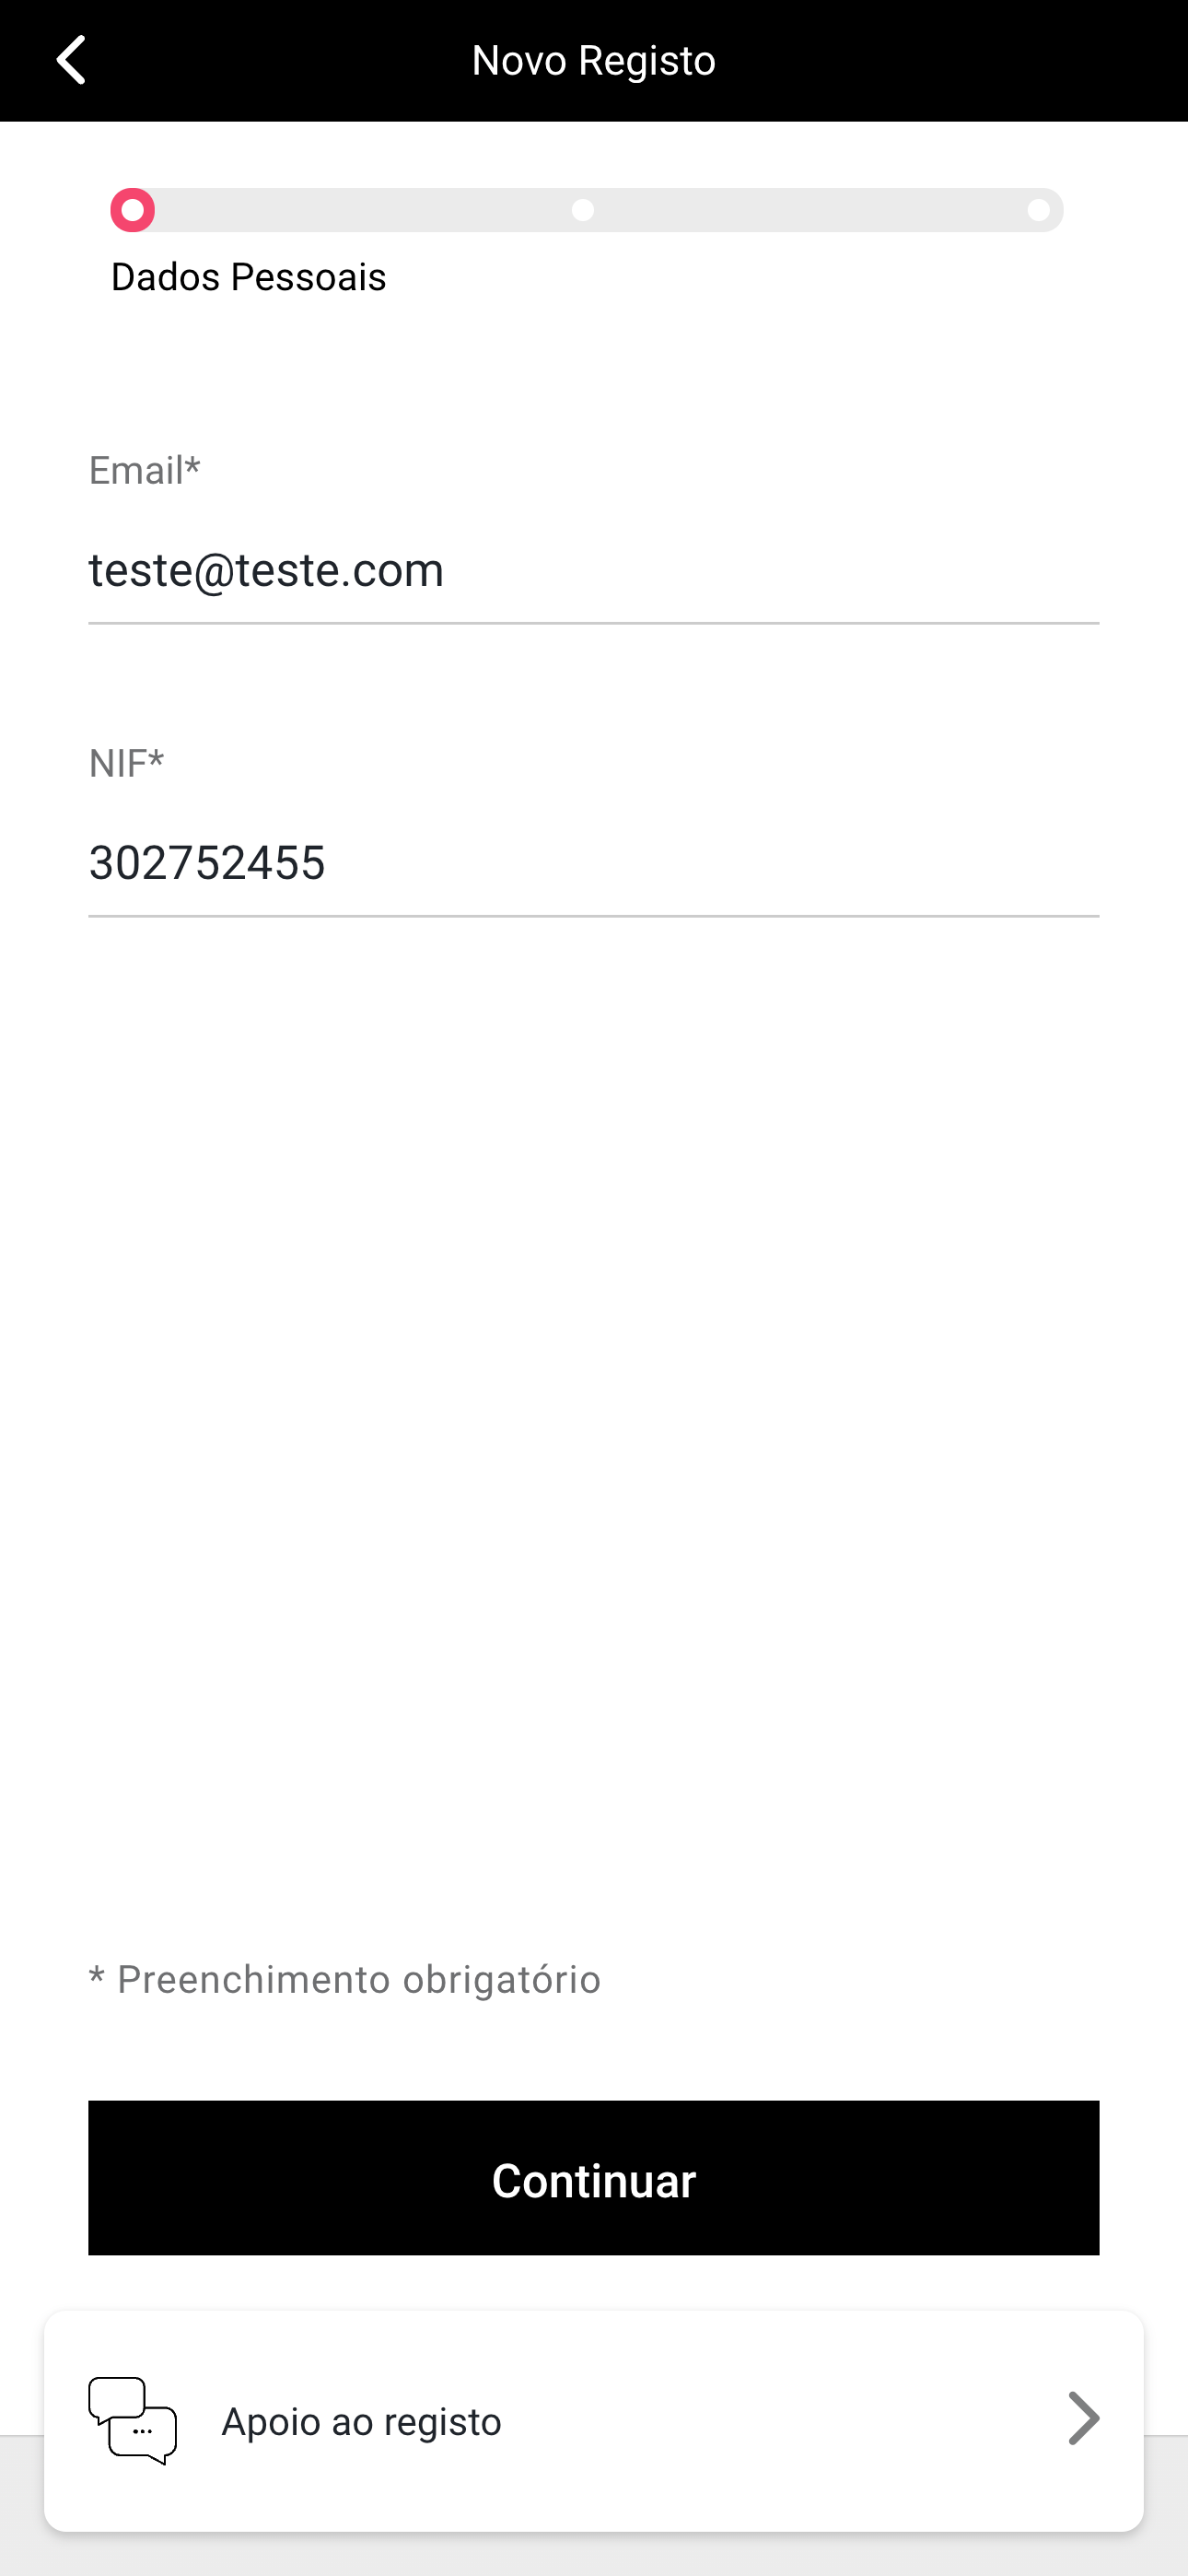 Novo Registo
Dados Pessoais
Email*
teste@teste.com
NIF*
302752455
* Preenchimento obrigatório
Continuar
Apoio ao registo